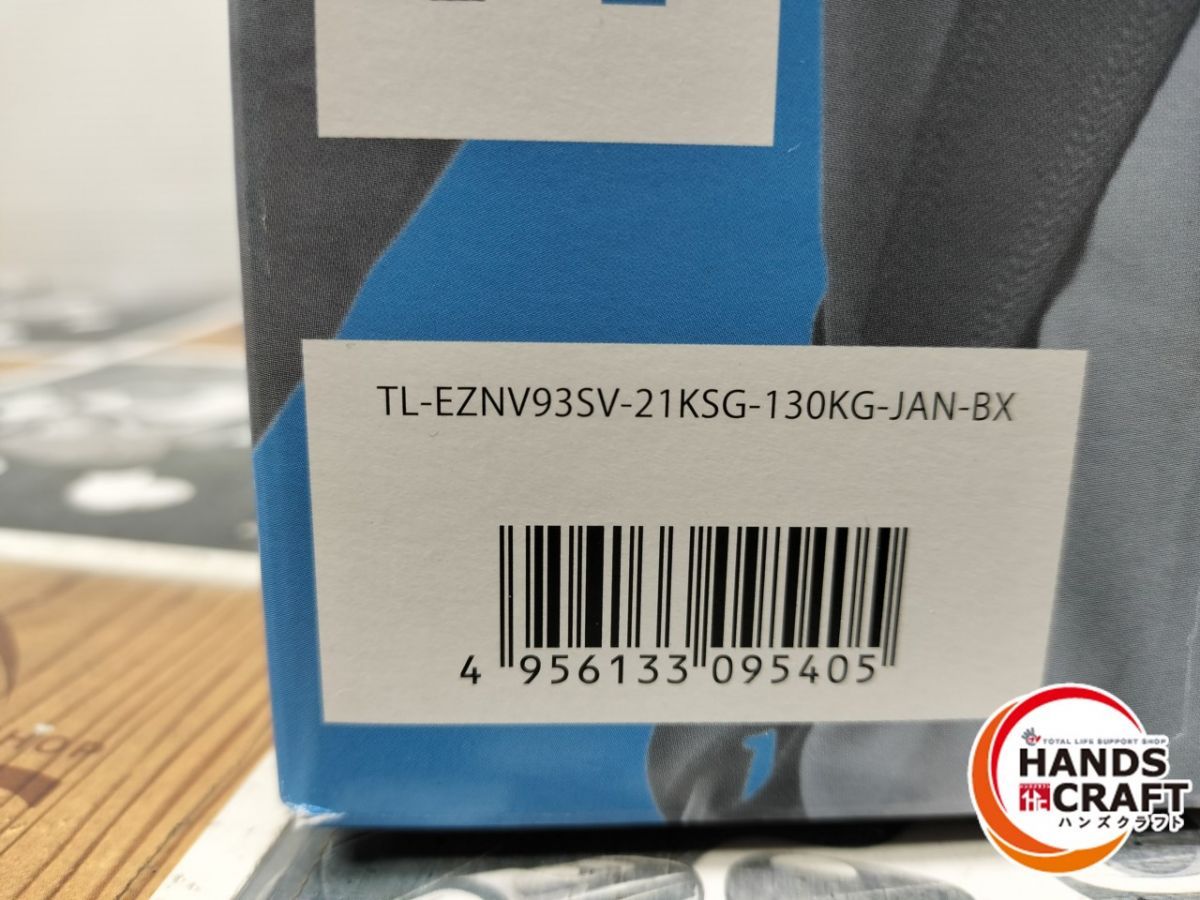 TL-EZNV93SV-21KSG-130KG-JAN-BX
4 956133 095405
TOTAL LIFE SUPPORT SHOP
HANDS
CRAFT
ハンズクラフト